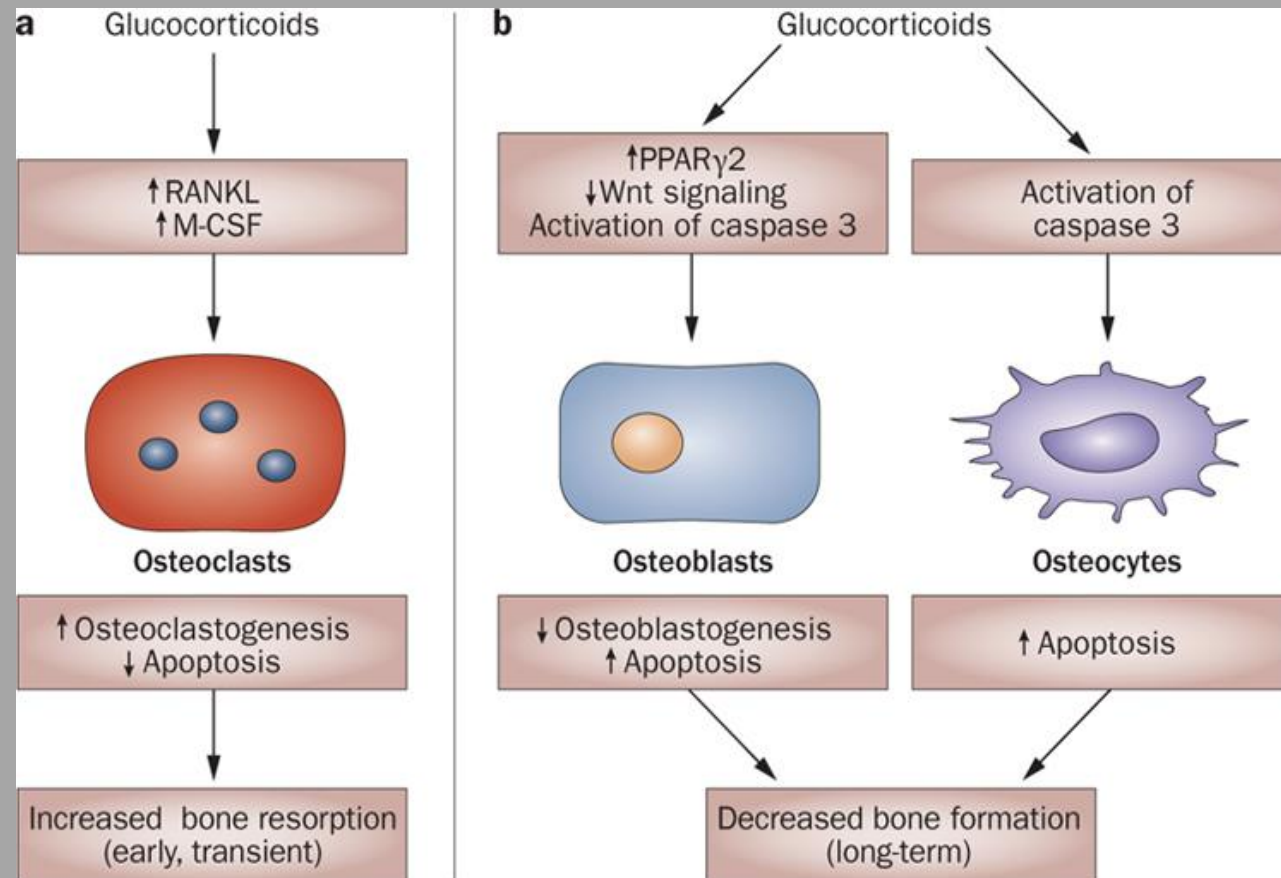 a
Glucocorticoids
↑RANKL
↑M-CSF
Osteoclasts
↑Osteoclastogenesis
↓Apoptosis
Increased bone resorption
(early, transient)
b
Glucocorticoids
↑PPARγ2
↓Wnt signaling
Activation of caspase 3
Osteoblasts
↓Osteoblastogenesis
↑Apoptosis
Activation of
caspase 3
Osteocytes
↑Apoptosis
Decreased bone formation
(long-term)